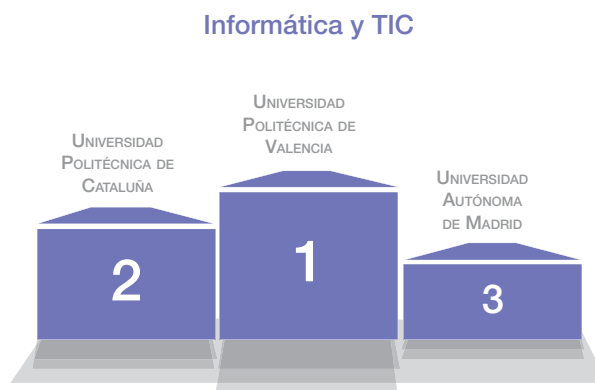 Informática y TIC
Universidad
Politécnica de
Valencia
1
Universidad
Politécnica de
Cataluña
2
Universidad
Autónoma
de Madrid
3